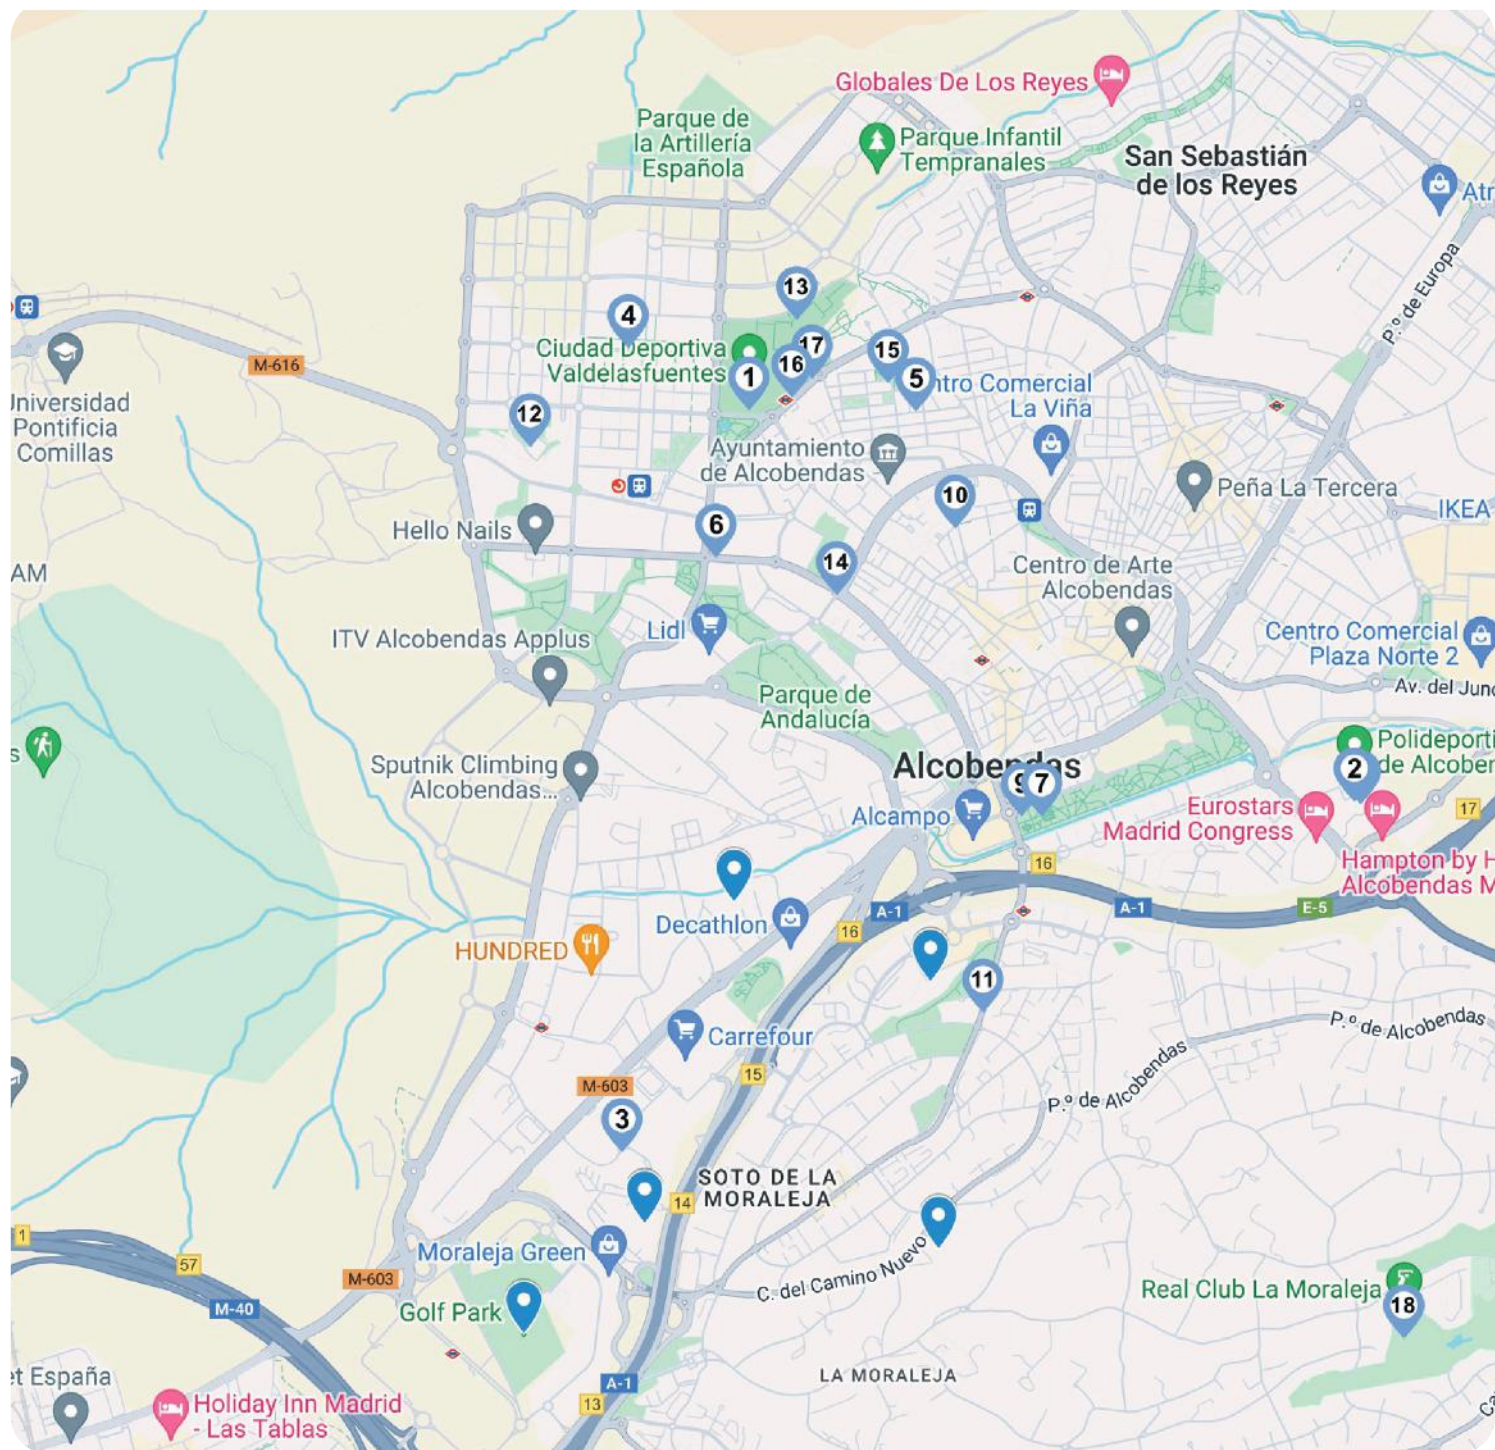 Globales De Los Reyes
Parque de
la Artillería
Española
Parque Infantil
Tempranales
San Sebastián
de los Reyes
Atr
P.º de Europa
13
4
M-616
Ciudad Deportiva
Valdelasfuentes
17
16
1
15
5
ntro Comercial
La Viña
Universidad
Pontificia
Comillas
12
Ayuntamiento
de Alcobendas
10
Peña La Tercera
IKEA
Hello Nails
6
14
AM
Centro de Arte
Alcobendas
ITV Alcobendas Applus
Lidl
Centro Comercial
Plaza Norte 2
Av. del Junc
Parque de
Andalucía
s
Sputnik Climbing
Alcobendas...
Alcobendas
9
7
Polideporti
de Alcober
2
Alcampo
Eurostars
Madrid Congress
17
Hampton by H
Alcobendas M
16
A-1
A-1
E-5
Decathlon
16
HUNDRED
11
P.º de Alcobendas
Carrefour
15
M-603
P.º de Alcobendas
3
SOTO DE LA
MORALEJA
14
1
57
Moraleja Green
C. del Camino Nuevo
M-603
M-40
Golf Park
Real Club La Moraleja
18
et España
LA MORALEJA
A-1
13
Holiday Inn Madrid
- Las Tablas
Ca